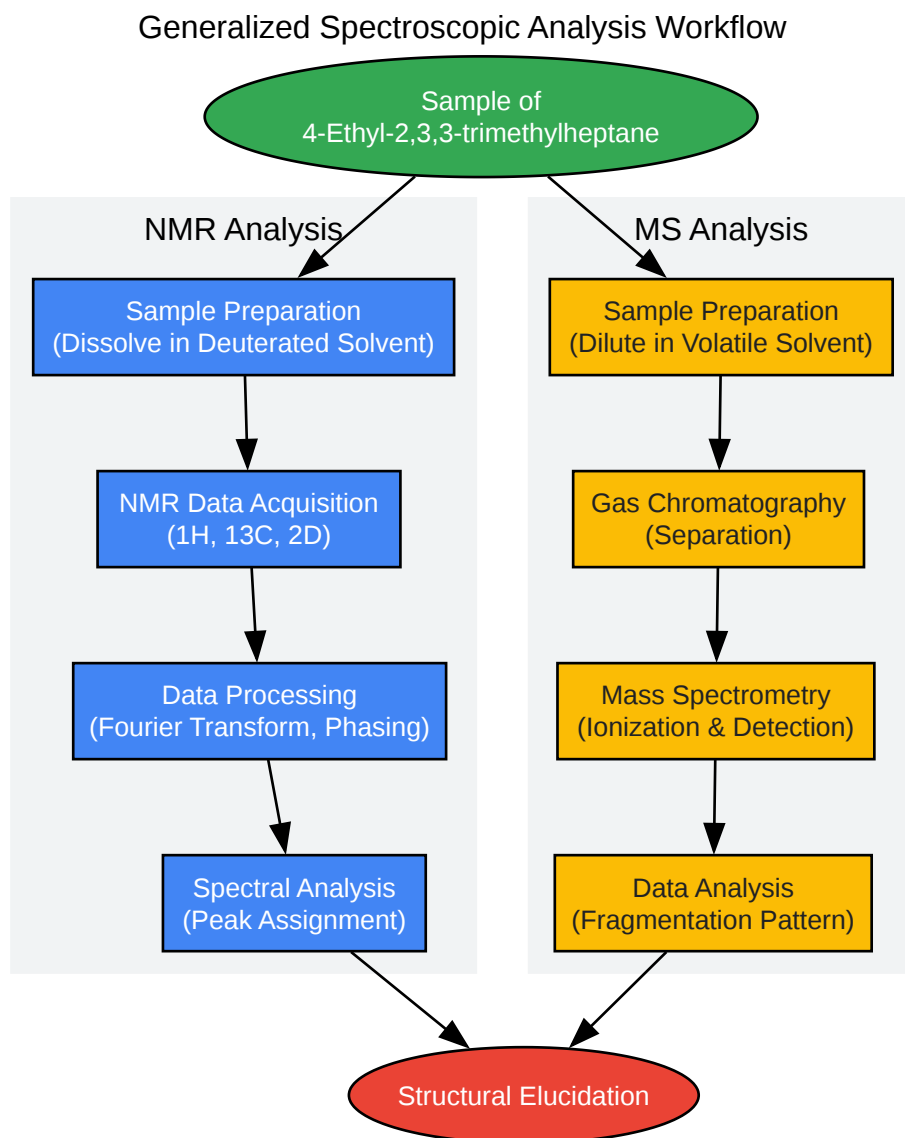 Generalized Spectroscopic Analysis Workflow
Sample of
4-Ethyl-2,3,3-trimethylheptane
NMR Analysis
Sample Preparation
(Dissolve in Deuterated Solvent)
NMR Data Acquisition
(1H, 13C, 2D)
Data Processing
(Fourier Transform, Phasing)
Spectral Analysis
(Peak Assignment)
MS Analysis
Sample Preparation
(Dilute in Volatile Solvent)
Gas Chromatography
(Separation)
Mass Spectrometry
(Ionization & Detection)
Data Analysis
(Fragmentation Pattern)
Structural Elucidation